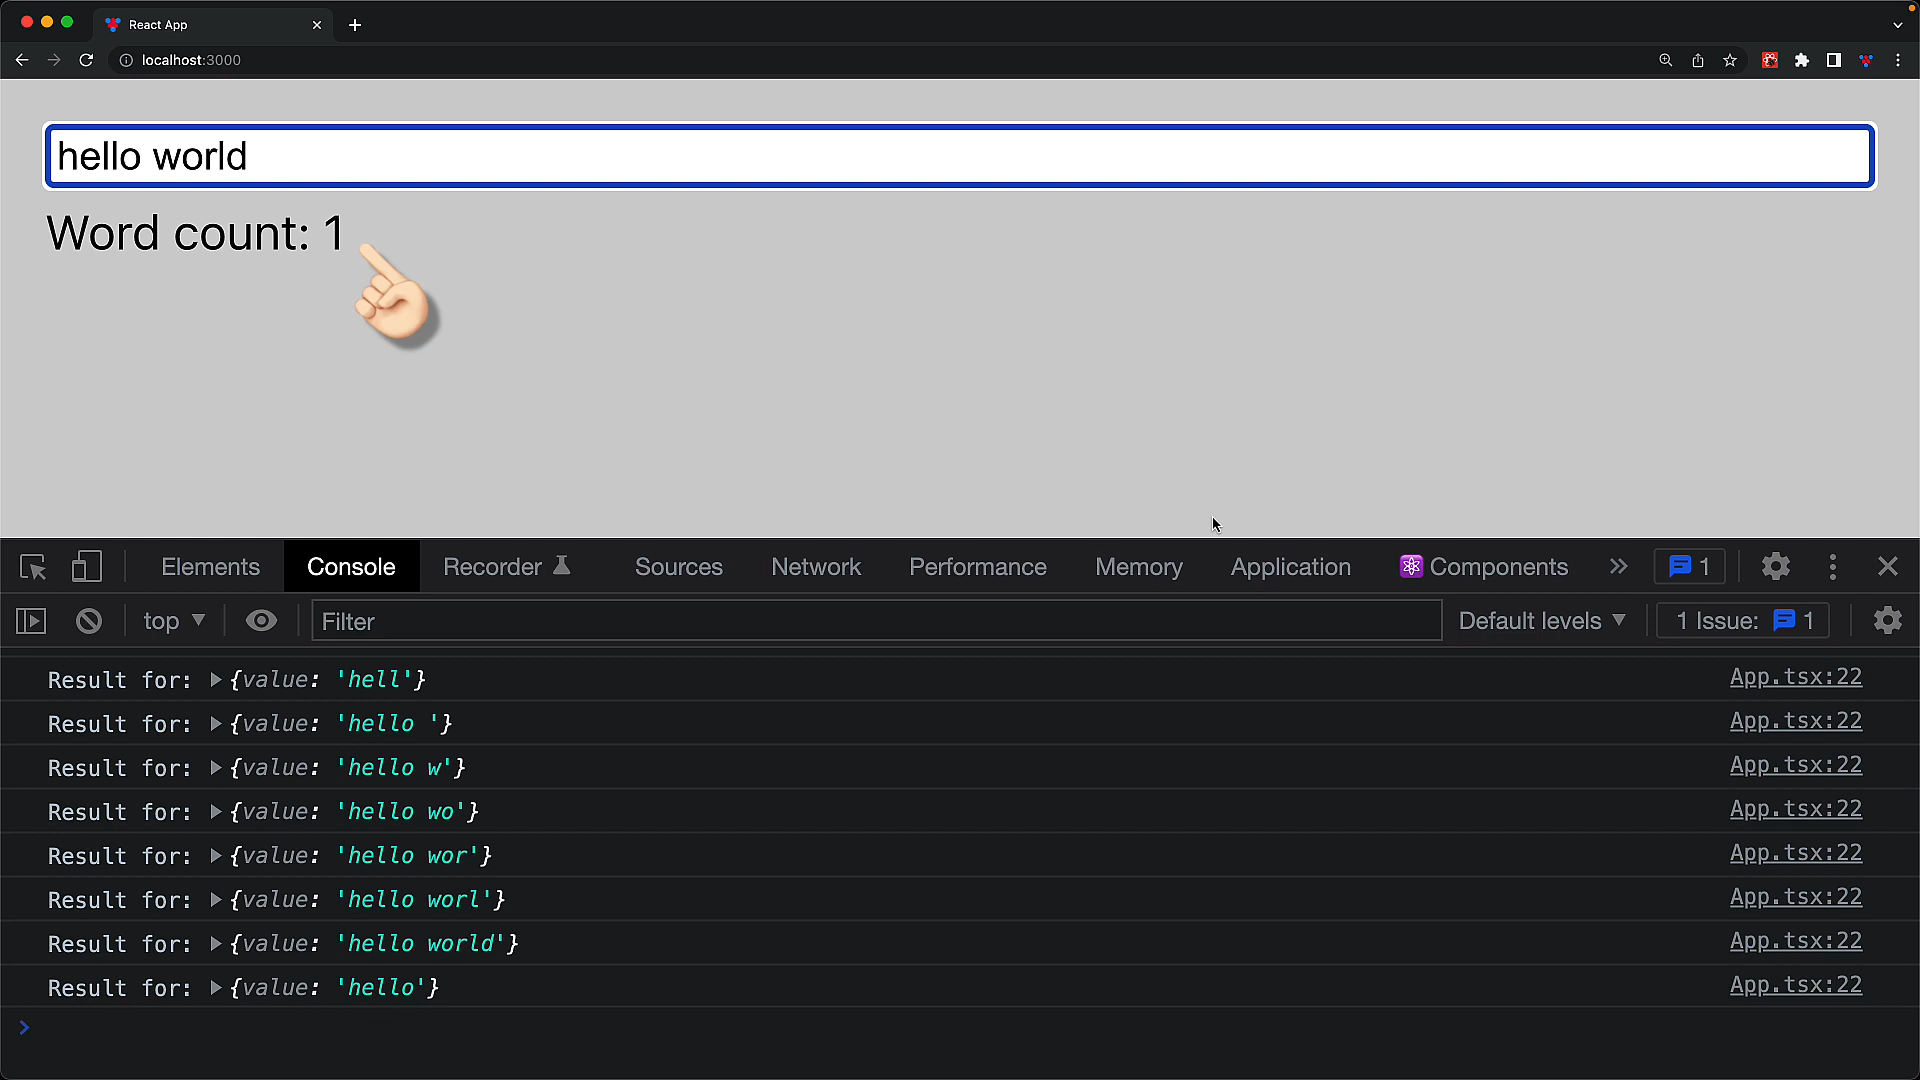 React App
localhost:3000
hello world
Word count: 1
Elements Console Recorder Sources Network Performance Memory Application Components 1
top Filter Default levels 1 Issue: 1
Result for: {value: 'hell'} App.tsx:22
Result for: {value: 'hello '} App.tsx:22
Result for: {value: 'hello w'} App.tsx:22
Result for: {value: 'hello wo'} App.tsx:22
Result for: {value: 'hello wor'} App.tsx:22
Result for: {value: 'hello worl'} App.tsx:22
Result for: {value: 'hello world'} App.tsx:22
Result for: {value: 'hello'} App.tsx:22